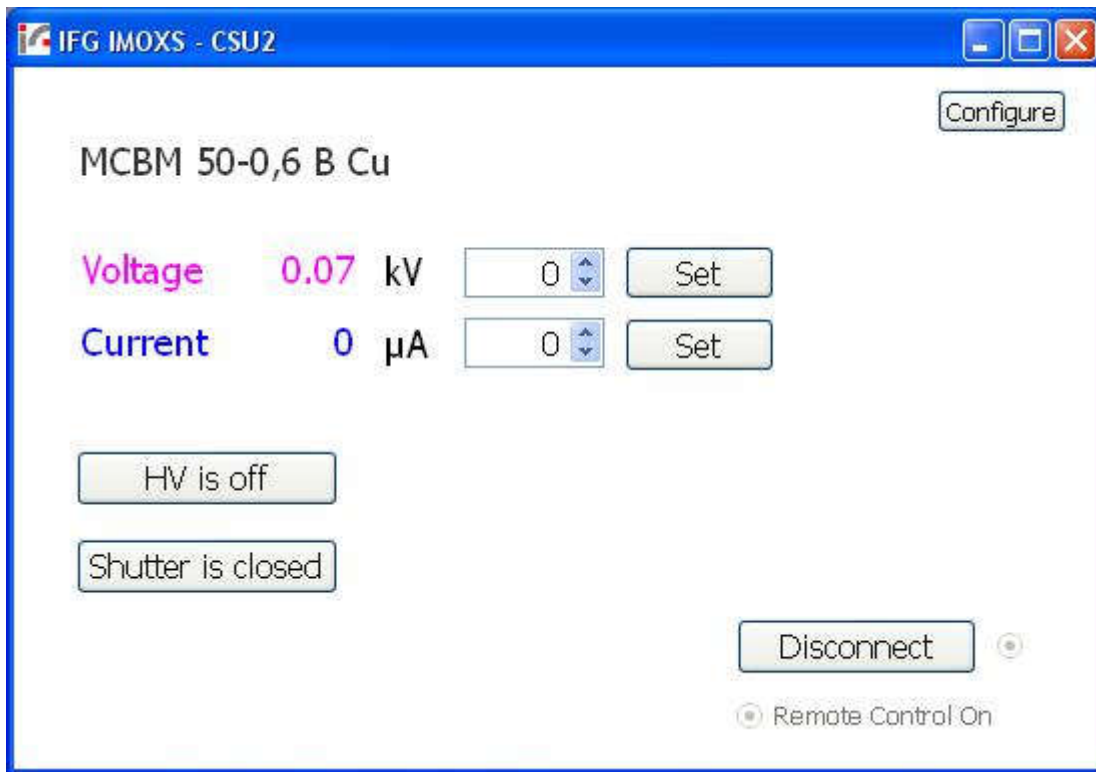 IFG IMOXS - CSU2
Configure
MCBM 50-0,6 B Cu
Voltage 0.07 kV 0 Set
Current 0 µA 0 Set
HV is off
Shutter is closed
Disconnect
Remote Control On